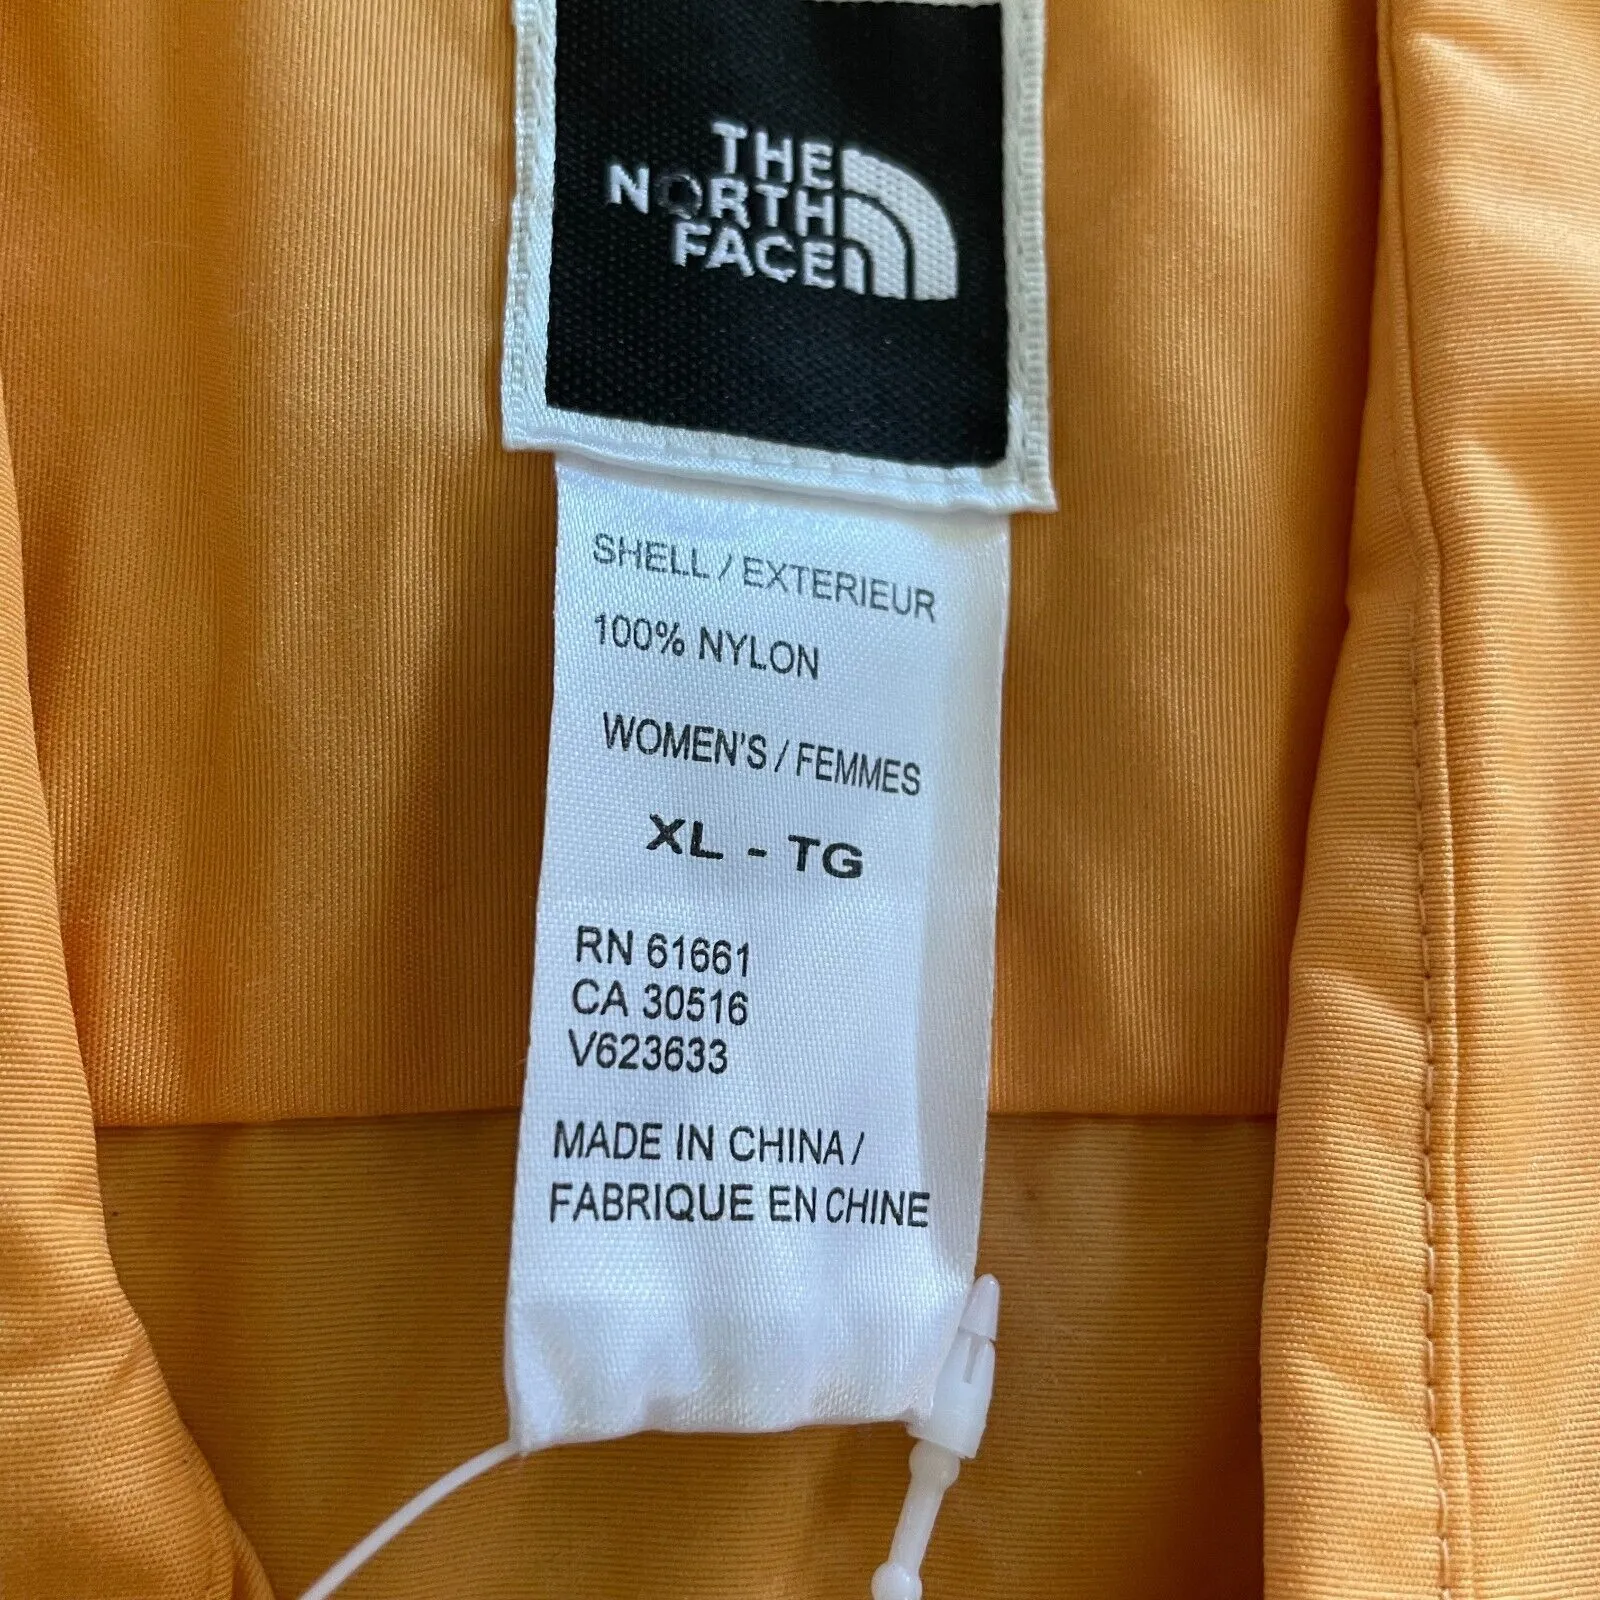 THE
NORTH
FACE
SHELL / EXTERIEUR
100% NYLON
WOMEN'S / FEMMES
XL - TG
RN 61661
CA 30516
V623633
MADE IN CHINA /
FABRIQUE EN CHINE